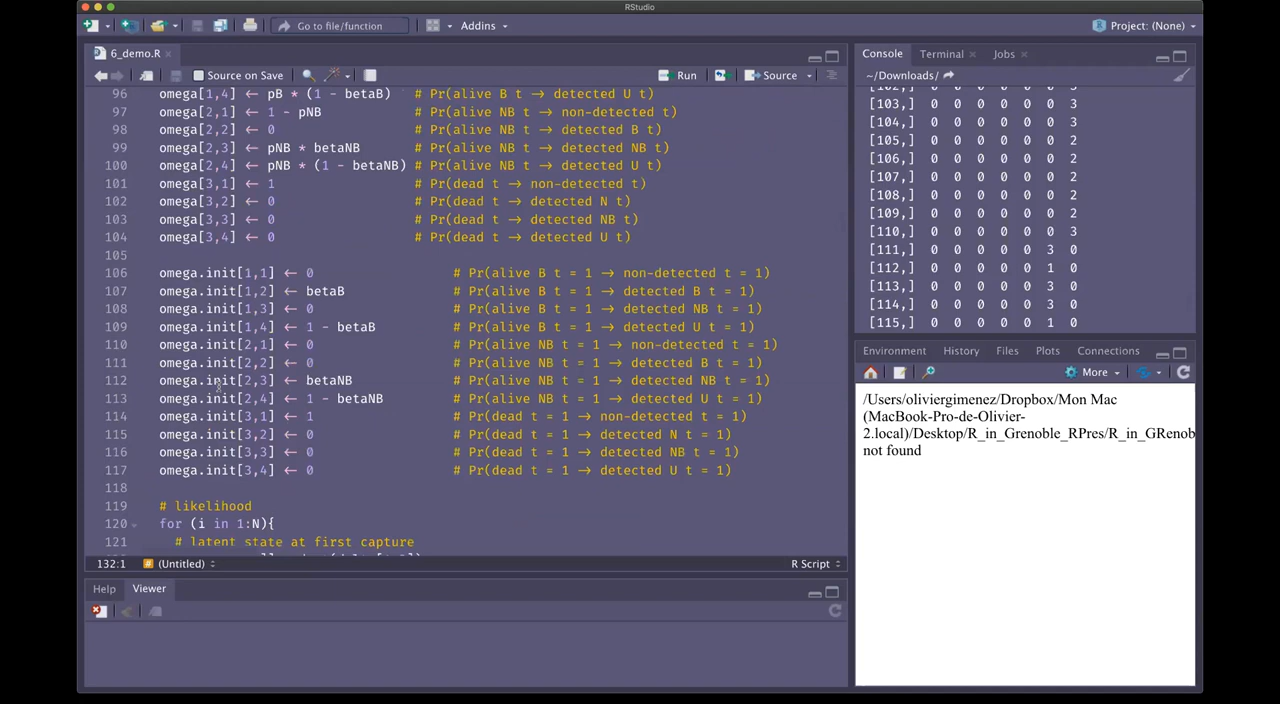 RStudio
Go to file/function
Addins
Project: (None)
6_demo.R
Source on Save
Run
Source
96 omega[1,4] <- pB * (1 - betaB) # Pr(alive B t -> detected U t)
97 omega[2,1] <- 1 - pNB # Pr(alive NB t -> non-detected t)
98 omega[2,2] <- 0 # Pr(alive NB t -> detected B t)
99 omega[2,3] <- pNB * betaNB # Pr(alive NB t -> detected NB t)
100 omega[2,4] <- pNB * (1 - betaNB) # Pr(alive NB t -> detected U t)
101 omega[3,1] <- 1 # Pr(dead t -> non-detected t)
102 omega[3,2] <- 0 # Pr(dead t -> detected N t)
103 omega[3,3] <- 0 # Pr(dead t -> detected NB t)
104 omega[3,4] <- 0 # Pr(dead t -> detected U t)
105
106 omega.init[1,1] <- 0 # Pr(alive B t = 1 -> non-detected t = 1)
107 omega.init[1,2] <- betaB # Pr(alive B t = 1 -> detected B t = 1)
108 omega.init[1,3] <- 0 # Pr(alive B t = 1 -> detected NB t = 1)
109 omega.init[1,4] <- 1 - betaB # Pr(alive B t = 1 -> detected U t = 1)
110 omega.init[2,1] <- 0 # Pr(alive NB t = 1 -> non-detected t = 1)
111 omega.init[2,2] <- 0 # Pr(alive NB t = 1 -> detected B t = 1)
112 omega.init[2,3] <- betaNB # Pr(alive NB t = 1 -> detected NB t = 1)
113 omega.init[2,4] <- 1 - betaNB # Pr(alive NB t = 1 -> detected U t = 1)
114 omega.init[3,1] <- 1 # Pr(dead t = 1 -> non-detected t = 1)
115 omega.init[3,2] <- 0 # Pr(dead t = 1 -> detected N t = 1)
116 omega.init[3,3] <- 0 # Pr(dead t = 1 -> detected NB t = 1)
117 omega.init[3,4] <- 0 # Pr(dead t = 1 -> detected U t = 1)
118
119 # likelihood
120 for (i in 1:N){
121 # latent state at first capture
132:1 (Untitled) R Script
Help Viewer
Console Terminal Jobs
~/Downloads/
[102,] 0 0 0 0 0 3
[103,] 0 0 0 0 0 3
[104,] 0 0 0 0 0 3
[105,] 0 0 0 0 0 2
[106,] 0 0 0 0 0 2
[107,] 0 0 0 0 0 2
[108,] 0 0 0 0 0 2
[109,] 0 0 0 0 0 2
[110,] 0 0 0 0 0 3
[111,] 0 0 0 0 3 0
[112,] 0 0 0 0 1 0
[113,] 0 0 0 0 3 0
[114,] 0 0 0 0 3 0
[115,] 0 0 0 0 1 0
Environment History Files Plots Connections
More
/Users/oliviergimenez/Dropbox/Mon Mac
(MacBook-Pro-de-Olivier-
2.local)/Desktop/R_in_Grenoble_RPres/R_in_GRenob
not found